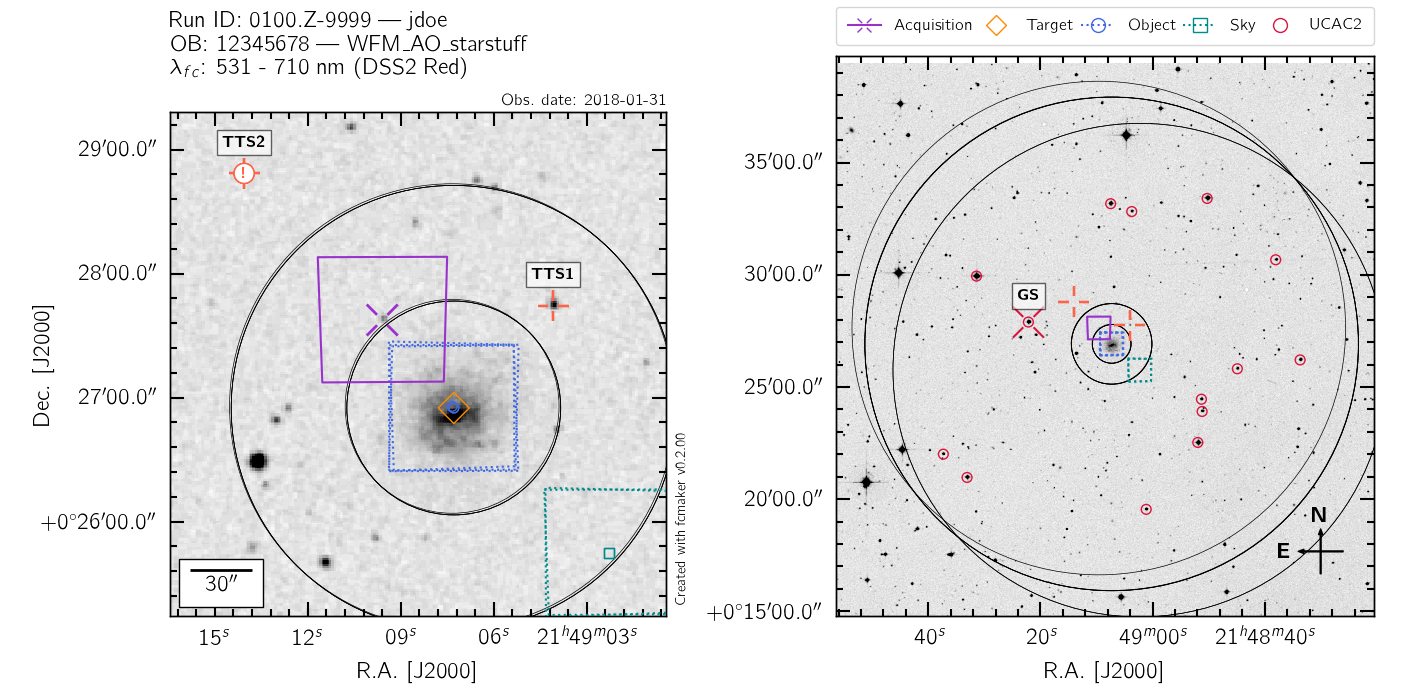 Run ID: 0100.Z-9999 — jdoe
OB: 12345678 — WFM_AO_starstuff
λfc: 531 - 710 nm (DSS2 Red)
Obs. date: 2018-01-31
TTS2
!
TTS1
29′00.0″
28′00.0″
27′00.0″
+0°26′00.0″
Dec. [J2000]
30″
15ˢ 12ˢ 09ˢ 06ˢ 21ʰ49ᵐ03ˢ
R.A. [J2000]
Created with fcmaker v0.2.00
Acquisition Target Object Sky UCAC2
35′00.0″
30′00.0″
25′00.0″
20′00.0″
+0°15′00.0″
GS
N
E
40ˢ 20ˢ 49ᵐ00ˢ 21ʰ48ᵐ40ˢ
R.A. [J2000]